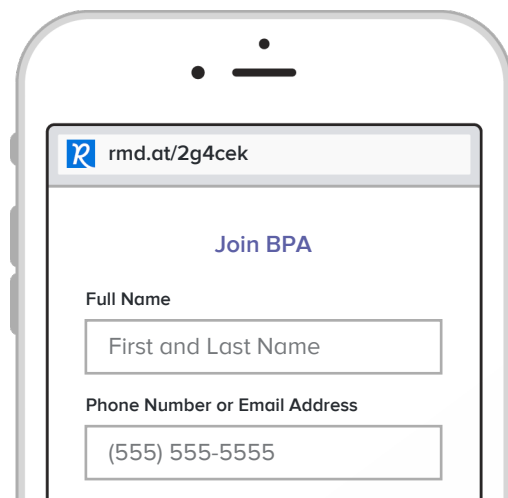 rmd.at/2g4cek
Join BPA
Full Name
First and Last Name
Phone Number or Email Address
(555) 555-5555